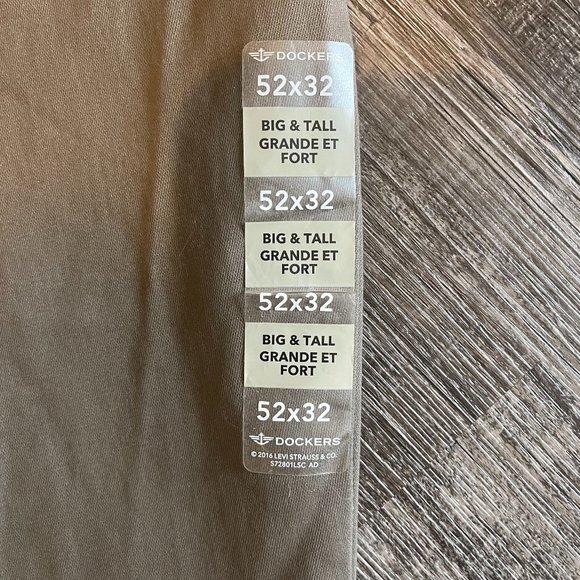 DOCKERS
52x32
BIG & TALL
GRANDE ET
FORT
52x32
BIG & TALL
GRANDE ET
FORT
52x32
BIG & TALL
GRANDE ET
FORT
52x32
DOCKERS
© 2016 LEVI STRAUSS & CO.
S72801LSC AD